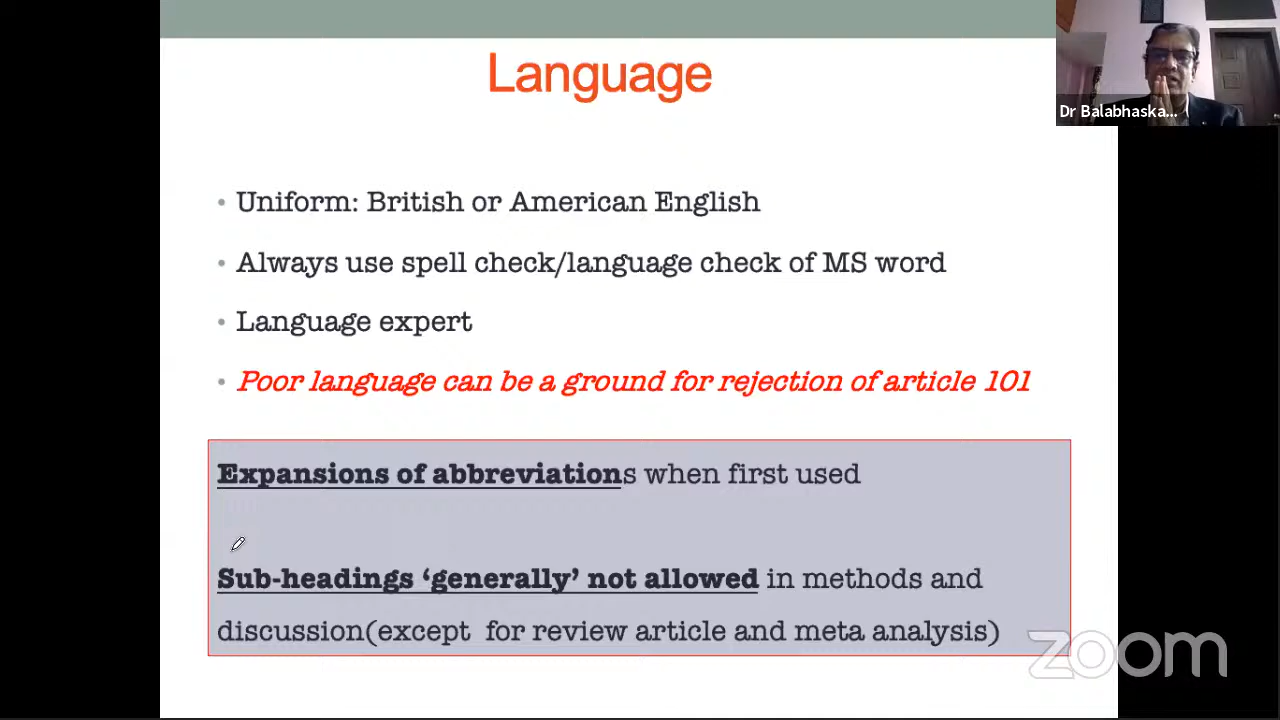 Language
Dr Balabhaska...
• Uniform: British or American English
• Always use spell check/language check of MS word
• Language expert
• Poor language can be a ground for rejection of article 101
Expansions of abbreviations when first used
Sub-headings ‘generally’ not allowed in methods and
discussion(except  for review article and meta analysis)
zoom